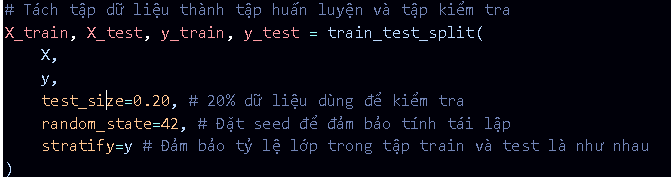 # Tách tập dữ liệu thành tập huấn luyện và tập kiểm tra
X_train, X_test, y_train, y_test = train_test_split(
    X,
    y,
    test_size=0.20, # 20% dữ liệu dùng để kiểm tra
    random_state=42, # Đặt seed để đảm bảo tính tái lập
    stratify=y # Đảm bảo tỷ lệ lớp trong tập train và test là như nhau
)